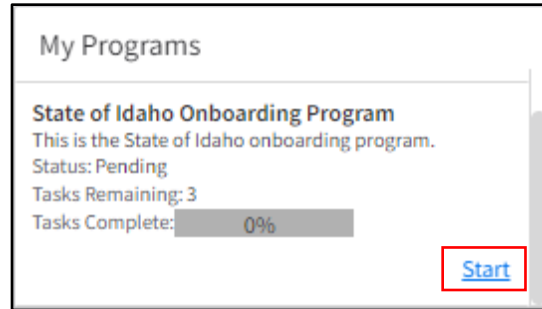 My Programs
State of Idaho Onboarding Program
This is the State of Idaho onboarding program.
Status: Pending
Tasks Remaining: 3
Tasks Complete: 0%
Start